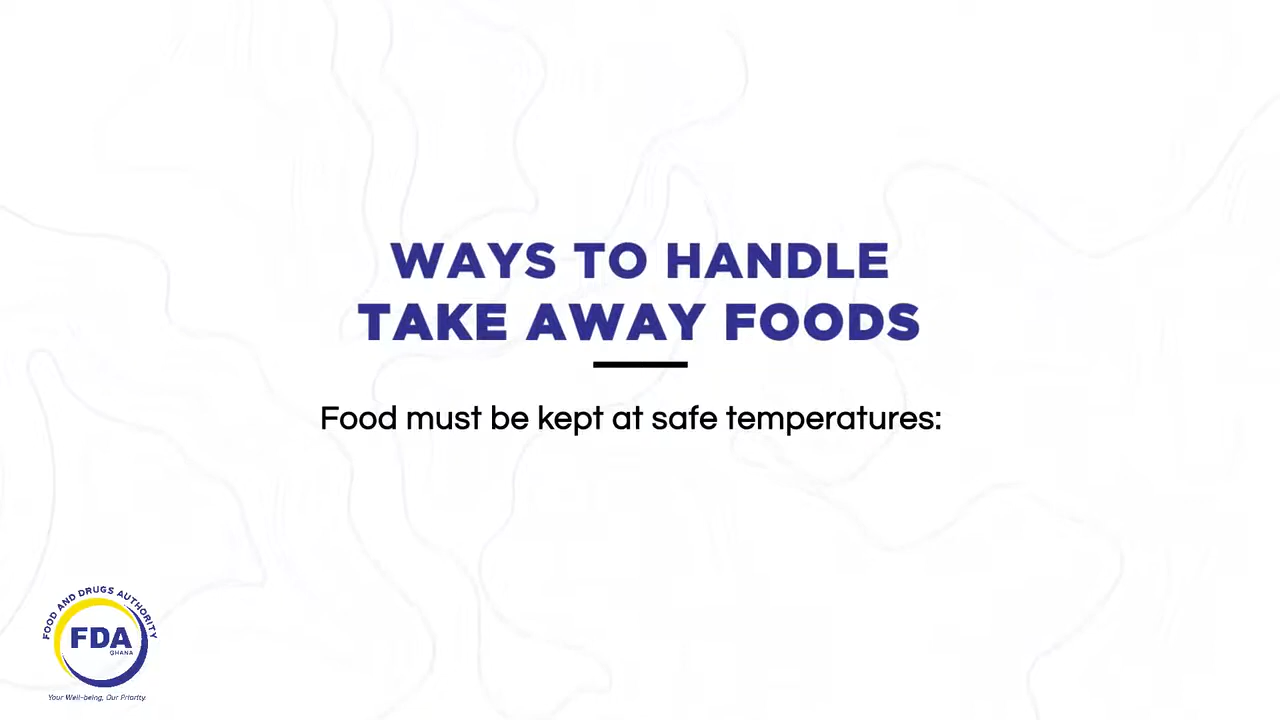 WAYS TO HANDLE
TAKE AWAY FOODS
Food must be kept at safe temperatures:
FOOD AND DRUGS AUTHORITY
FDA
GHANA
Your Well-being, Our Priority.